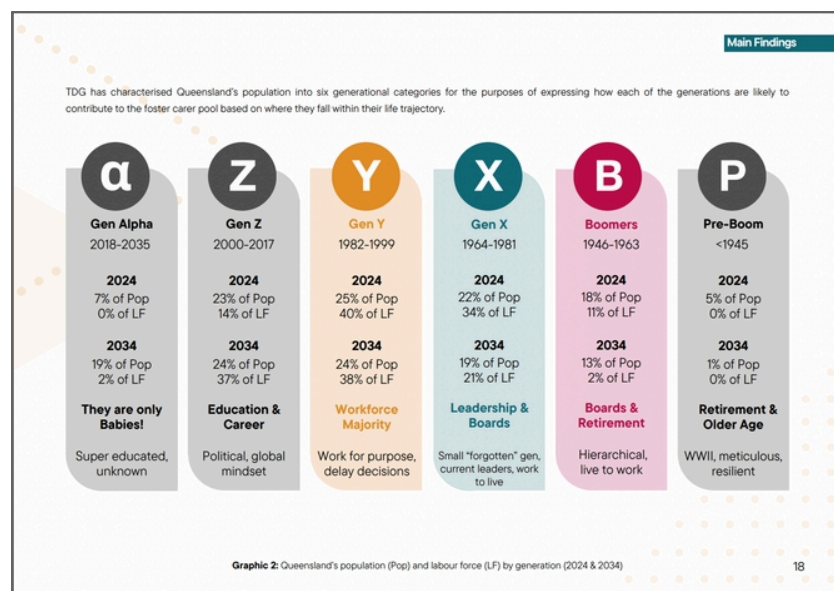 Main Findings
TDG has characterised Queensland's population into six generational categories for the purposes of expressing how each of the generations are likely to
contribute to the foster carer pool based on where they fall within their life trajectory.
α
Gen Alpha
2018-2035
2024
7% of Pop
0% of LF
2034
19% of Pop
2% of LF
They are only
Babies!
Super educated,
unknown
Z
Gen Z
2000-2017
2024
23% of Pop
14% of LF
2034
24% of Pop
37% of LF
Education &
Career
Political, global
mindset
Y
Gen Y
1982-1999
2024
25% of Pop
40% of LF
2034
24% of Pop
38% of LF
Workforce
Majority
Work for purpose,
delay decisions
X
Gen X
1964-1981
2024
22% of Pop
34% of LF
2034
19% of Pop
21% of LF
Leadership &
Boards
Small "forgotten" gen,
current leaders, work
to live
B
Boomers
1946-1963
2024
18% of Pop
11% of LF
2034
13% of Pop
2% of LF
Boards &
Retirement
Hierarchical,
live to work
P
Pre-Boom
<1945
2024
5% of Pop
0% of LF
2034
1% of Pop
0% of LF
Retirement &
Older Age
WWII, meticulous,
resilient
Graphic 2: Queensland's population (Pop) and labour force (LF) by generation (2024 & 2034)
18